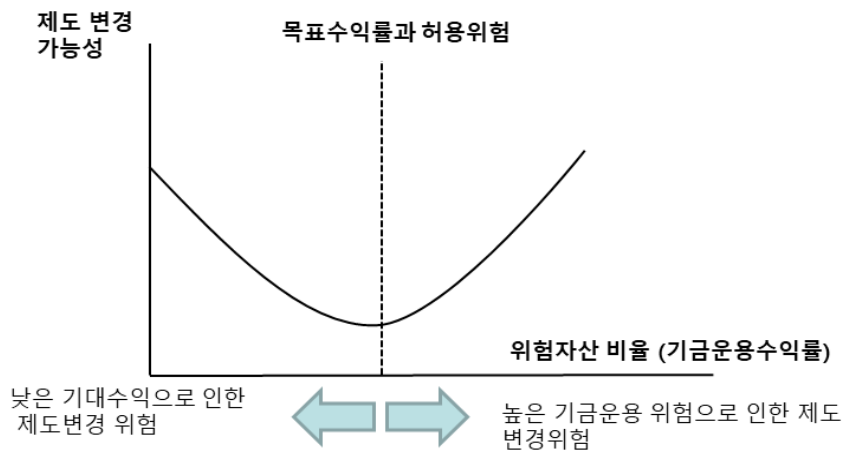 제도 변경
가능성
목표수익률과 허용위험
위험자산 비율 (기금운용수익률)
낮은 기대수익으로 인한
제도변경 위험
높은 기금운용 위험으로 인한 제도
변경위험